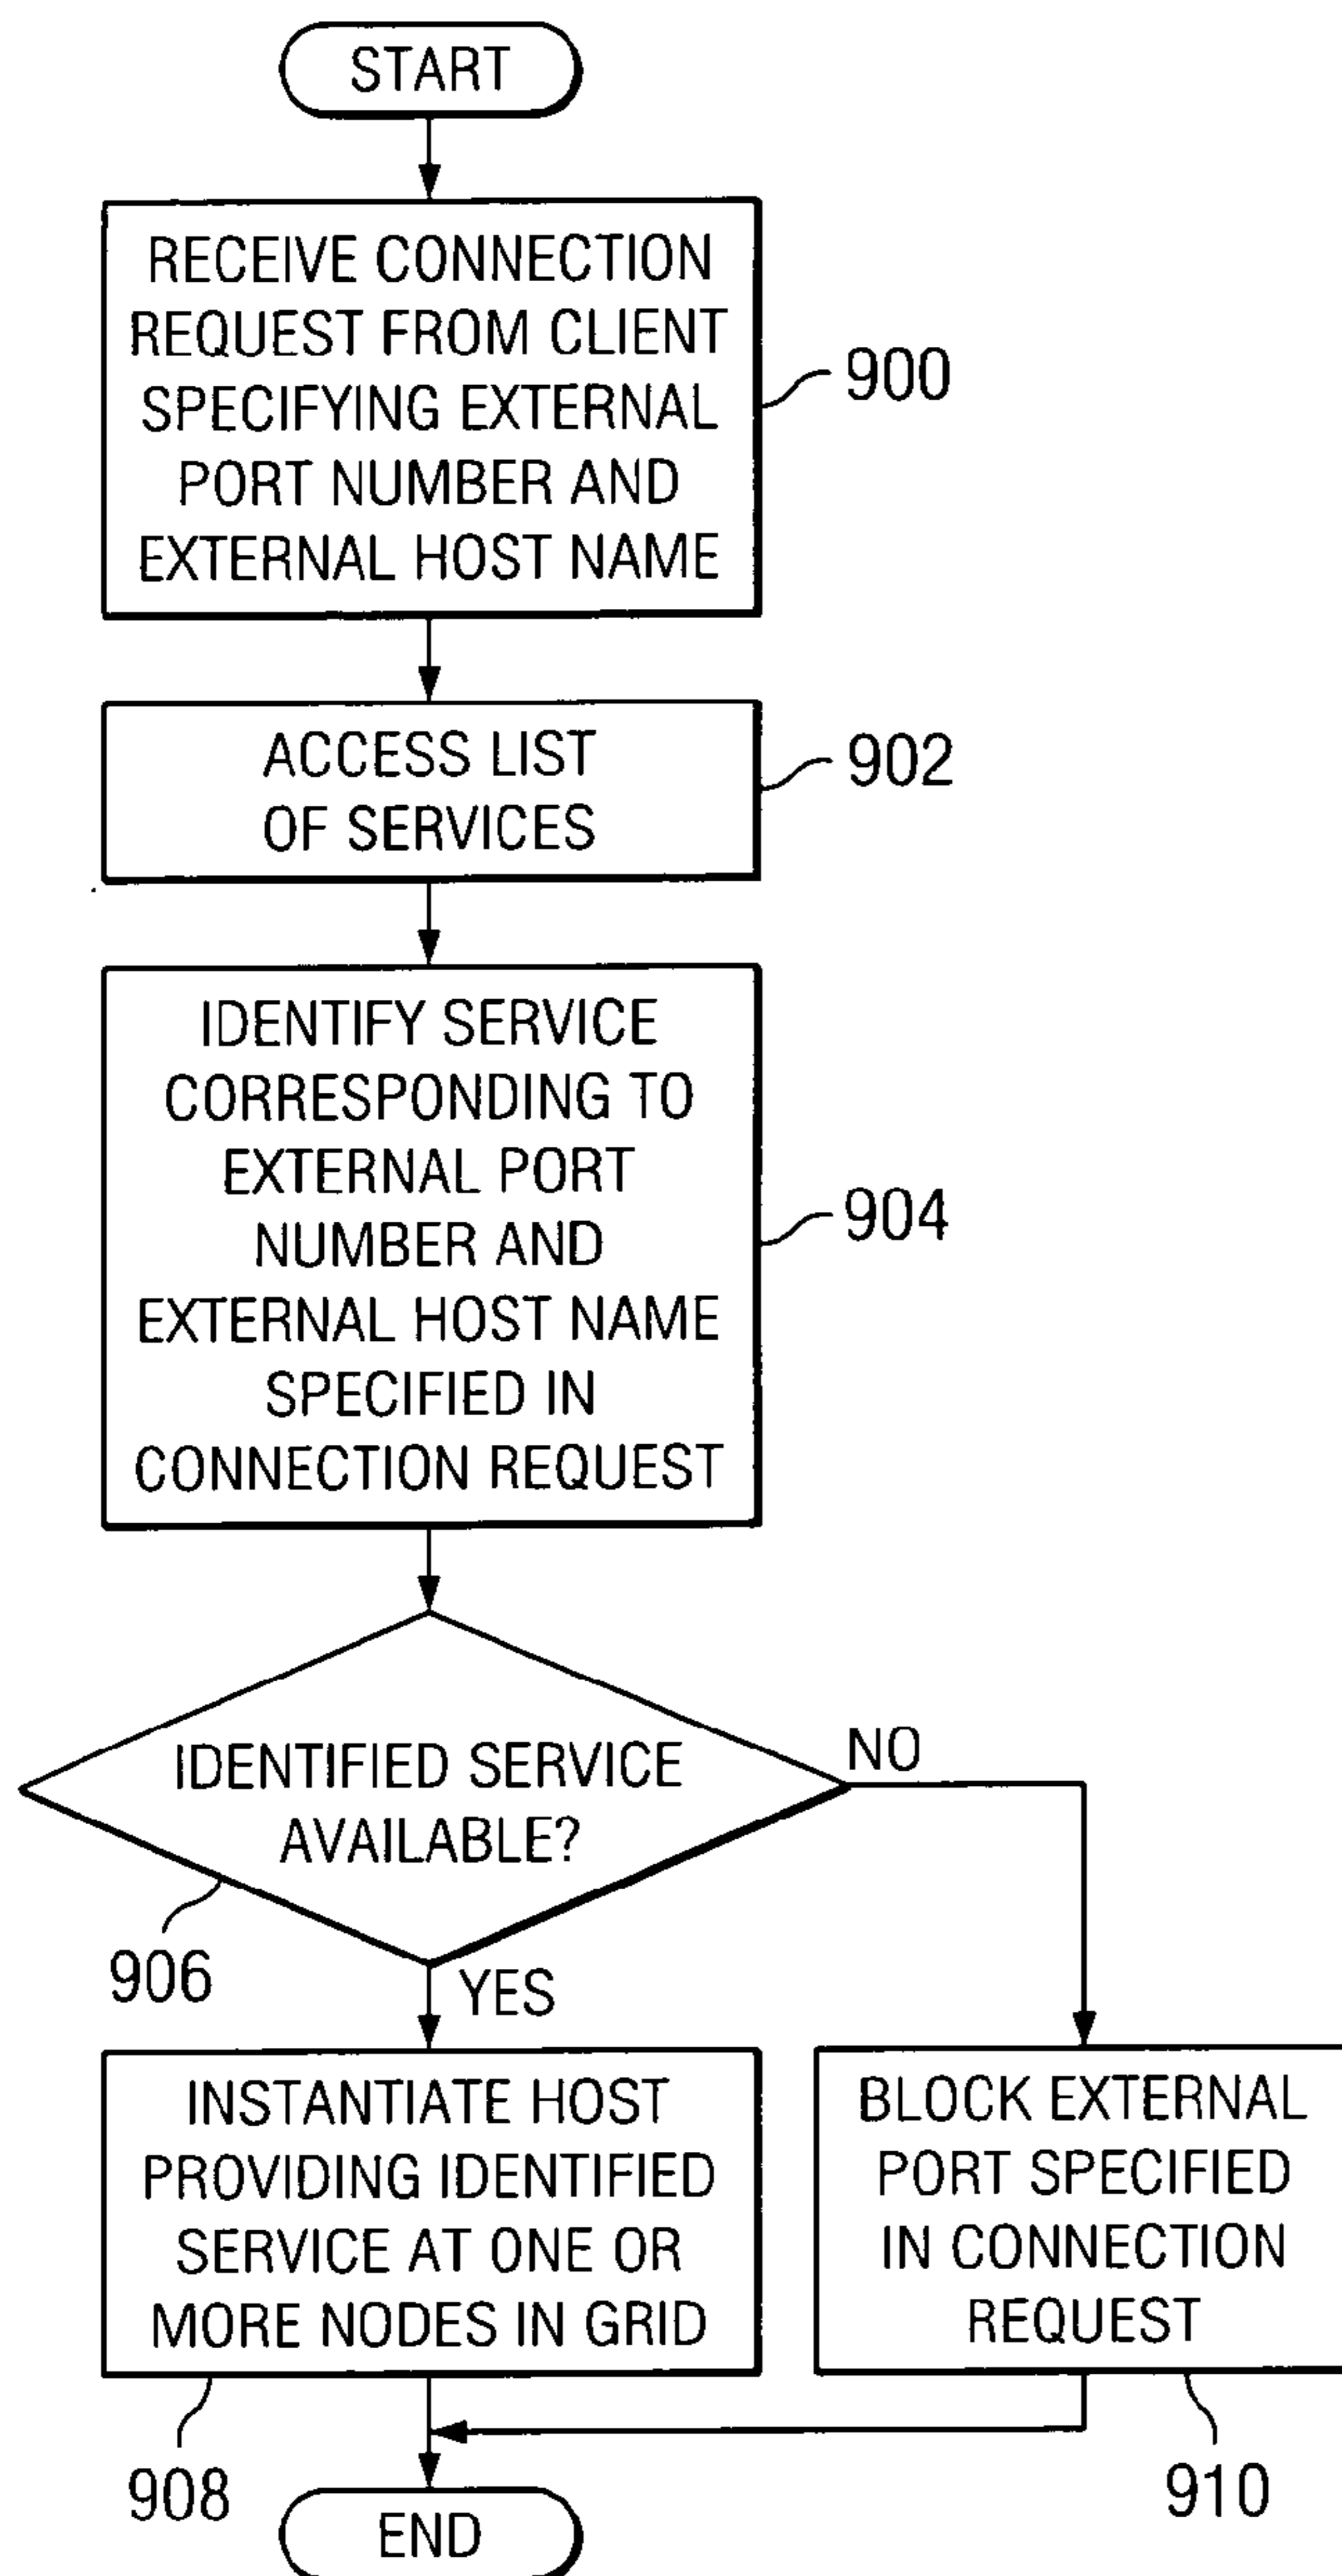 START
RECEIVE CONNECTION
REQUEST FROM CLIENT
SPECIFYING EXTERNAL
PORT NUMBER AND
EXTERNAL HOST NAME
900
ACCESS LIST
OF SERVICES
902
IDENTIFY SERVICE
CORRESPONDING TO
EXTERNAL PORT
NUMBER AND
EXTERNAL HOST NAME
SPECIFIED IN
CONNECTION REQUEST
904
IDENTIFIED SERVICE
AVAILABLE?
NO
906
YES
INSTANTIATE HOST
PROVIDING IDENTIFIED
SERVICE AT ONE OR
MORE NODES IN GRID
908
BLOCK EXTERNAL
PORT SPECIFIED
IN CONNECTION
REQUEST
910
END